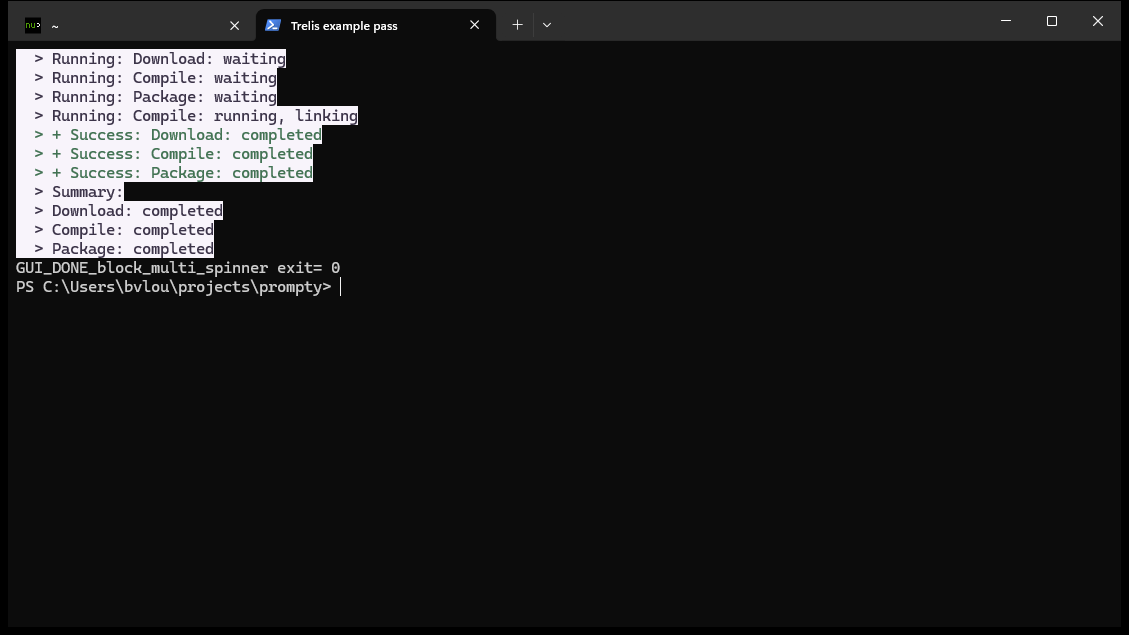 nu>
~
Trelis example pass
> Running: Download: waiting
> Running: Compile: waiting
> Running: Package: waiting
> Running: Compile: running, linking
> + Success: Download: completed
> + Success: Compile: completed
> + Success: Package: completed
> Summary:
> Download: completed
> Compile: completed
> Package: completed
GUI_DONE_block_multi_spinner exit= 0
PS C:\Users\bvlou\projects\prompty>